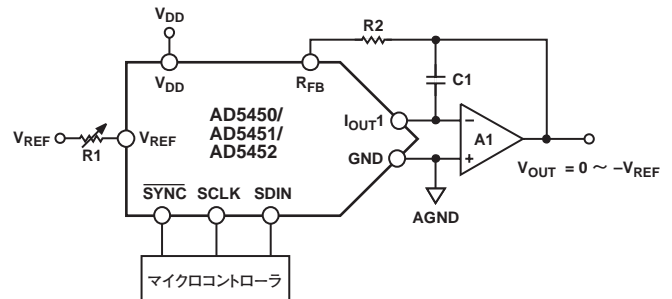 VDD
R2
VDD
RFB
C1
AD5450/
AD5451/
AD5452
IOUT1
VREF
R1
VREF
A1
GND
VOUT = 0 ～ –VREF
SYNC SCLK SDIN
AGND
マイクロコントローラ